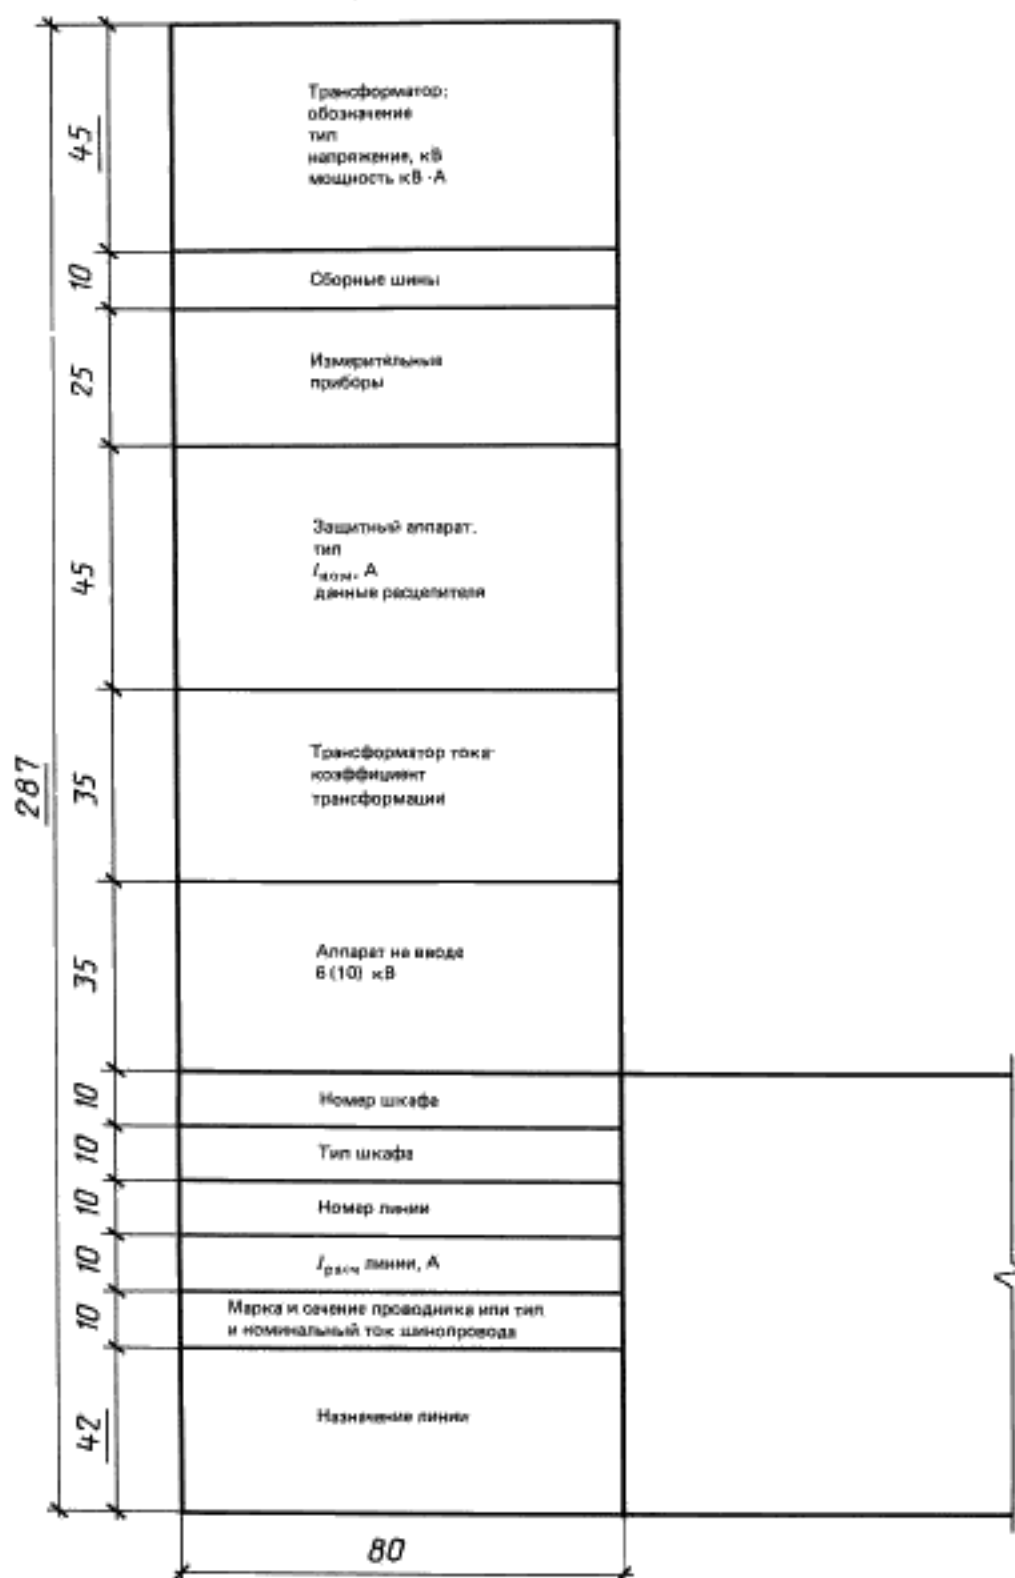 Трансформатор:
обозначение
тип
напряжение, кВ
мощность кВ·А
45
Сборные шины
10
Измерительные
приборы
25
Защитный аппарат.
тип
Iном, А
данные расцепителя
45
Трансформатор тока·
коэффициент
трансформации
35
287
Аппарат на вводе
6(10) кВ
35
Номер шкафа
10
Тип шкафа
10
Номер линии
10
Iрасч линии, А
10
Марка и сечение проводника или тип
и номинальный ток шинопровода
10
Назначение линии
42
80